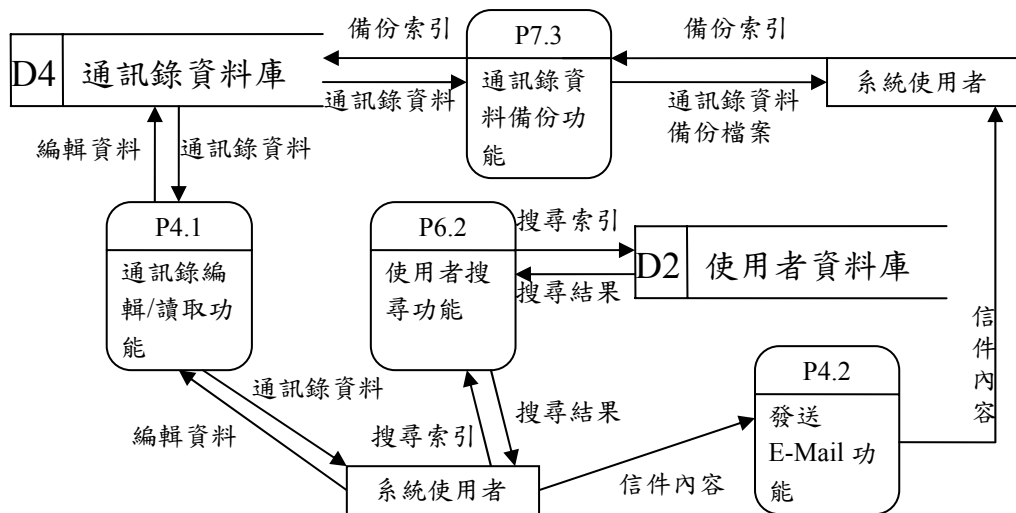 備份索引
P7.3
備份索引
D4
通訊錄資料庫
通訊錄資料
通訊錄資
料備份功
能
通訊錄資料
備份檔案
系統使用者
編輯資料
通訊錄資料
P4.1
通訊錄編
輯/讀取功
能
P6.2
使用者搜
尋功能
搜尋索引
搜尋結果
D2
使用者資料庫
信件內容
通訊錄資料
編輯資料
搜尋索引
搜尋結果
P4.2
發送
E-Mail 功
能
系統使用者
信件內容